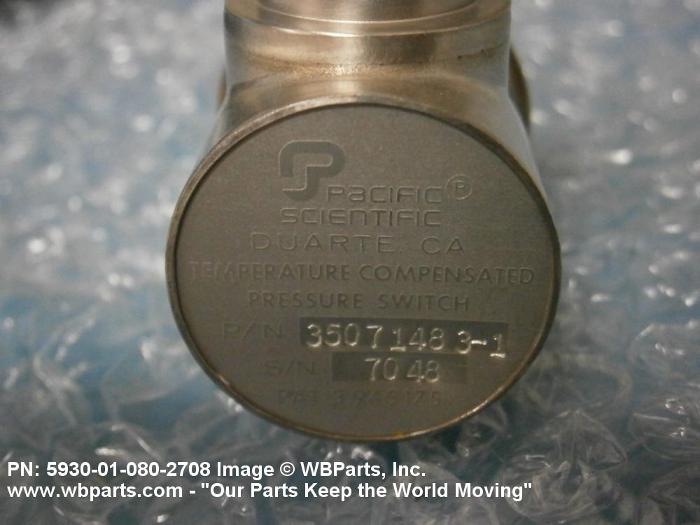 Pacific®
SCIENTIFIC
DUARTE CA
TEMPERATURE COMPENSATED
PRESSURE SWITCH
P/N 3507148 3-1
S/N 7048
PAT
PN: 5930-01-080-2708 Image © WBParts, Inc.
www.wbparts.com - "Our Parts Keep the World Moving"